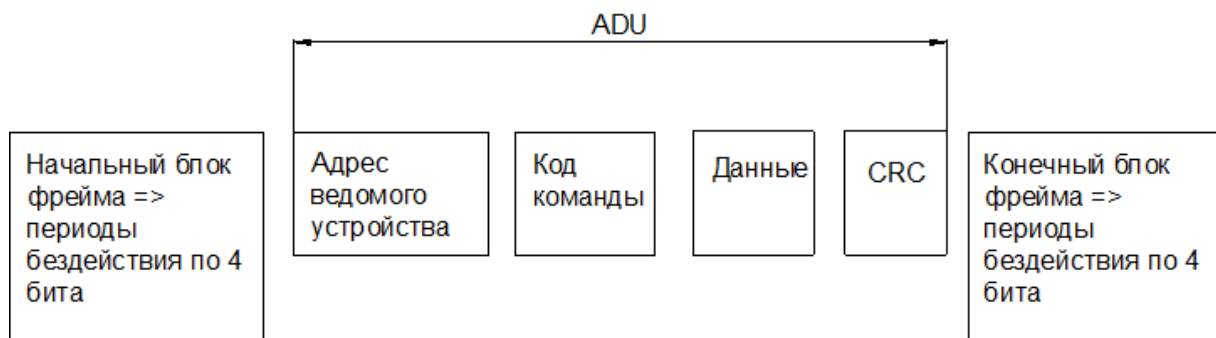 ADU
Начальный блок
фрейма =>
периоды
бездействия по 4
бита
Адрес
ведомого
устройства
Код
команды
Данные
CRC
Конечный блок
фрейма =>
периоды
бездействия по 4
бита